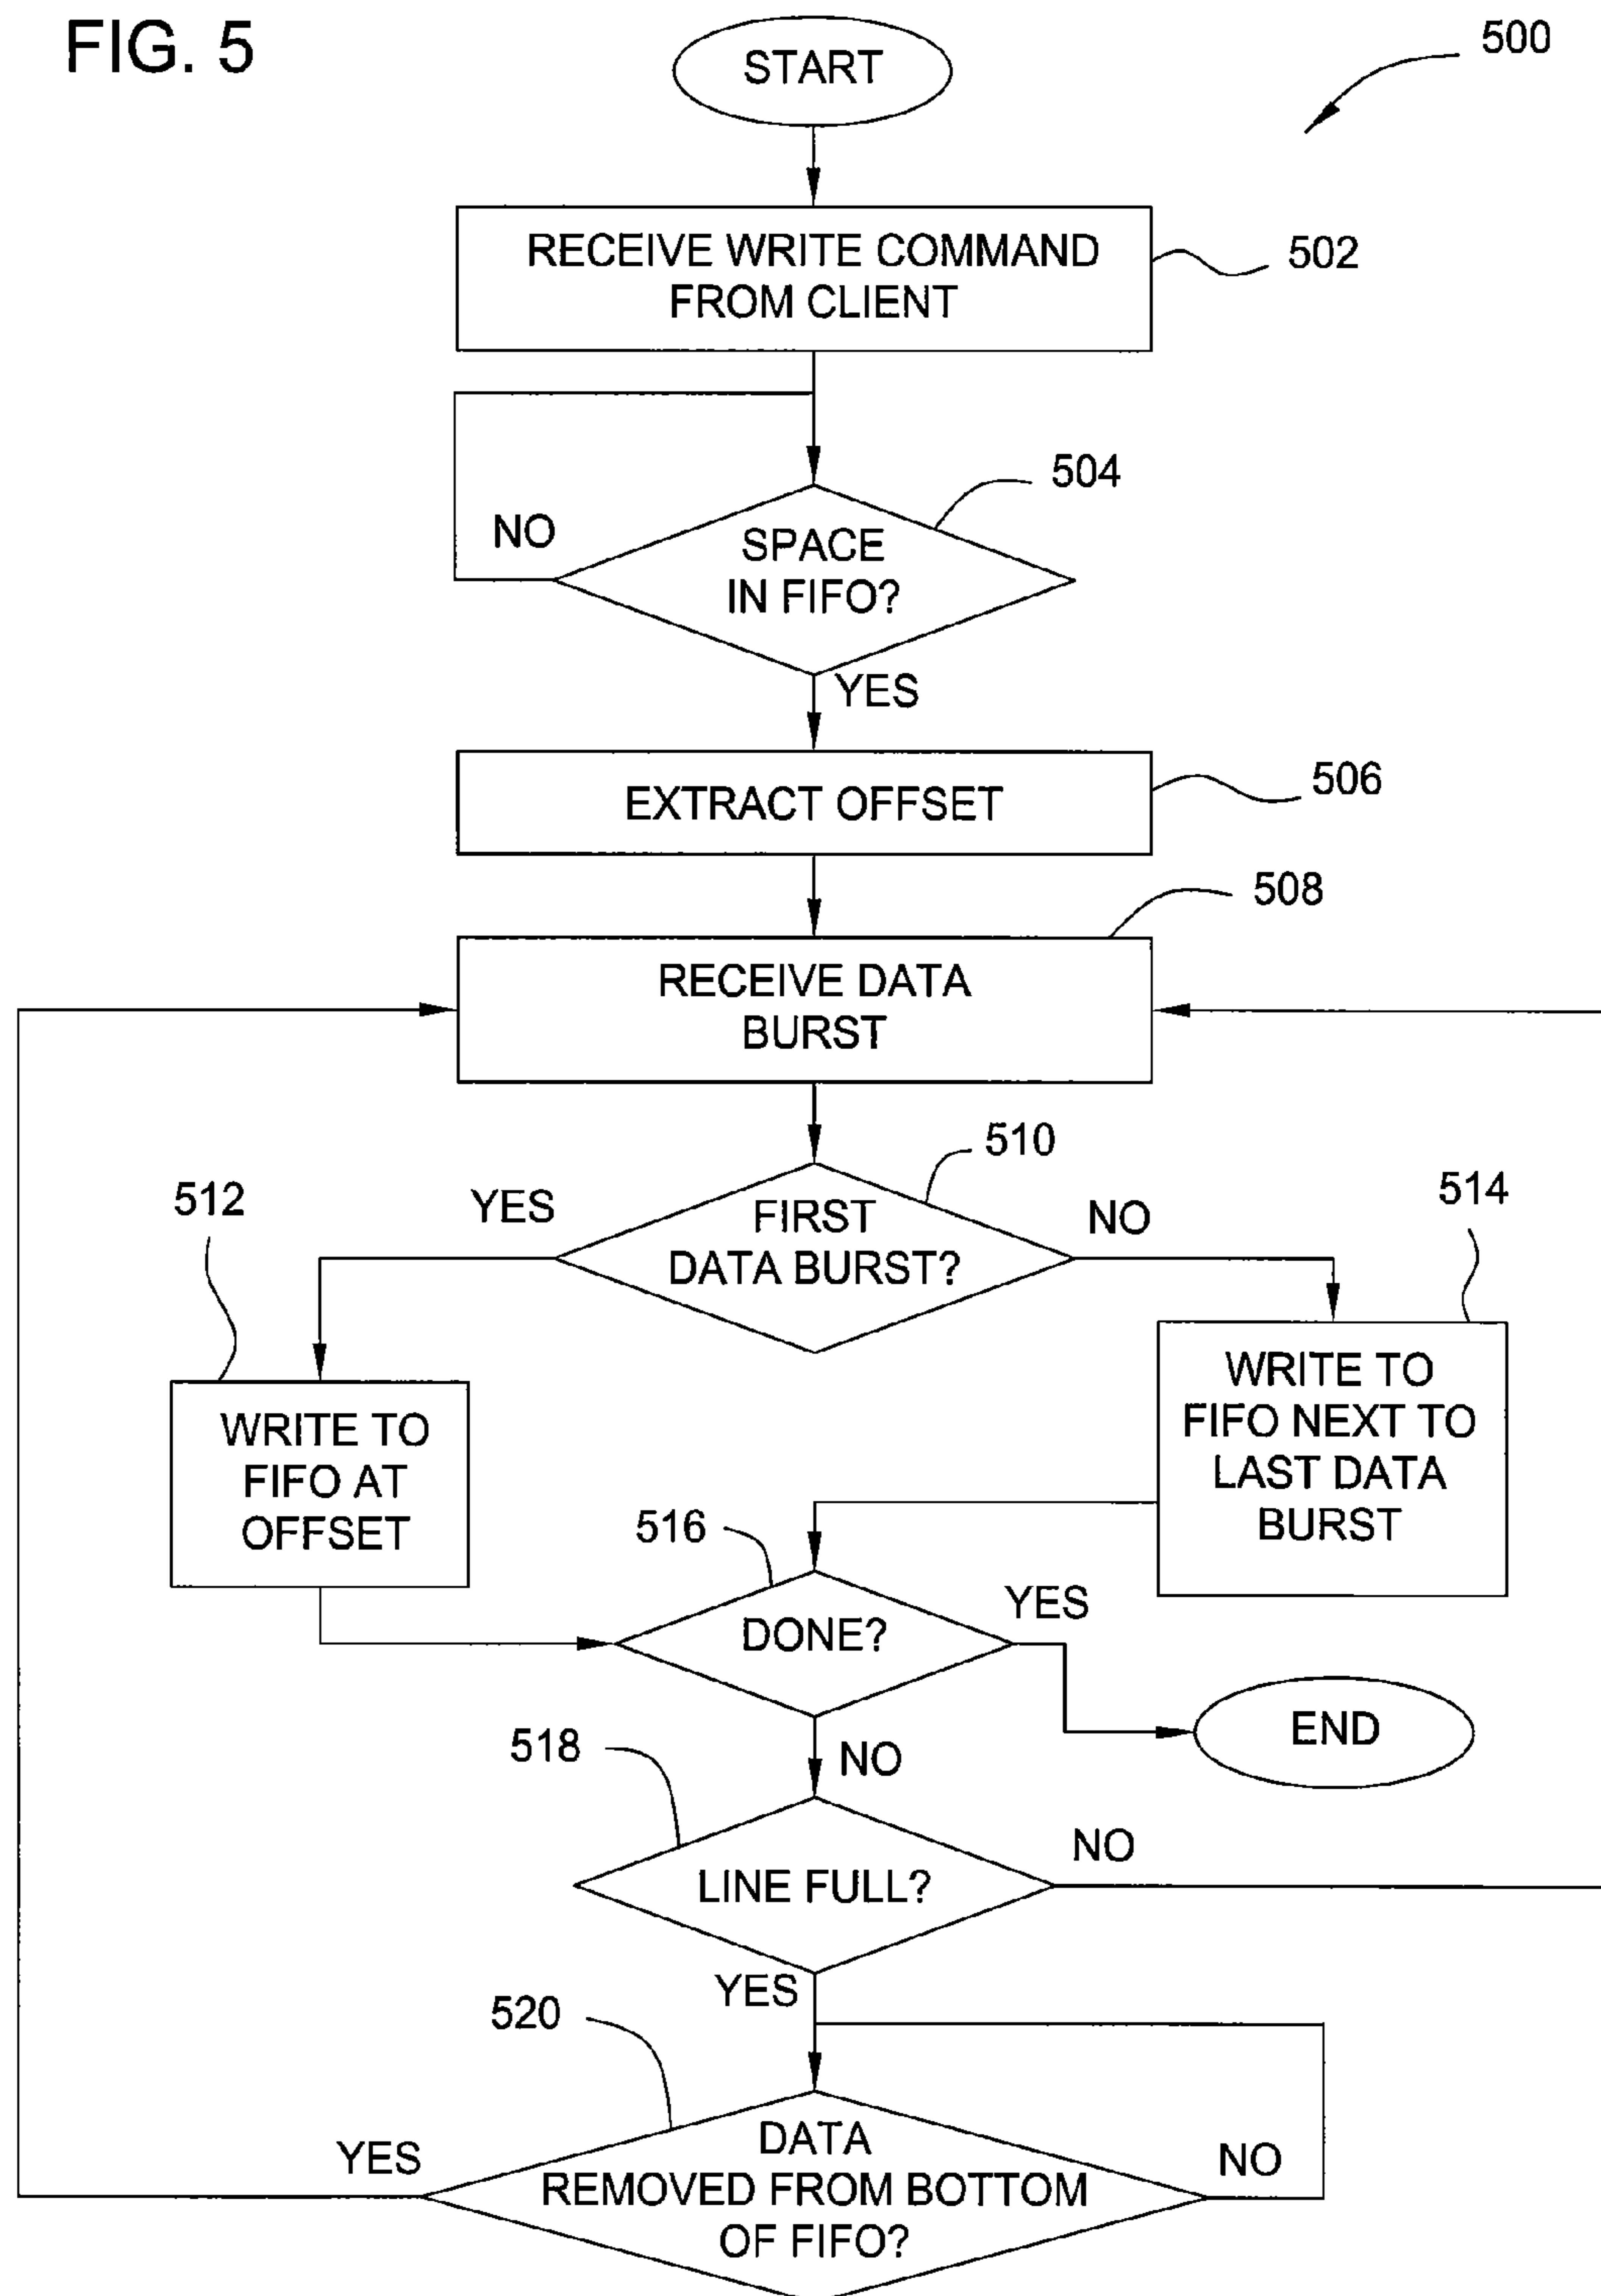 FIG. 5
START
500
RECEIVE WRITE COMMAND
FROM CLIENT
502
504
NO
SPACE
IN FIFO?
YES
EXTRACT OFFSET
506
508
RECEIVE DATA
BURST
510
512
YES
FIRST
DATA BURST?
NO
514
WRITE TO
FIFO AT
OFFSET
WRITE TO
FIFO NEXT TO
LAST DATA
BURST
516
DONE?
YES
END
518
NO
LINE FULL?
NO
YES
520
YES
DATA
REMOVED FROM BOTTOM
OF FIFO?
NO